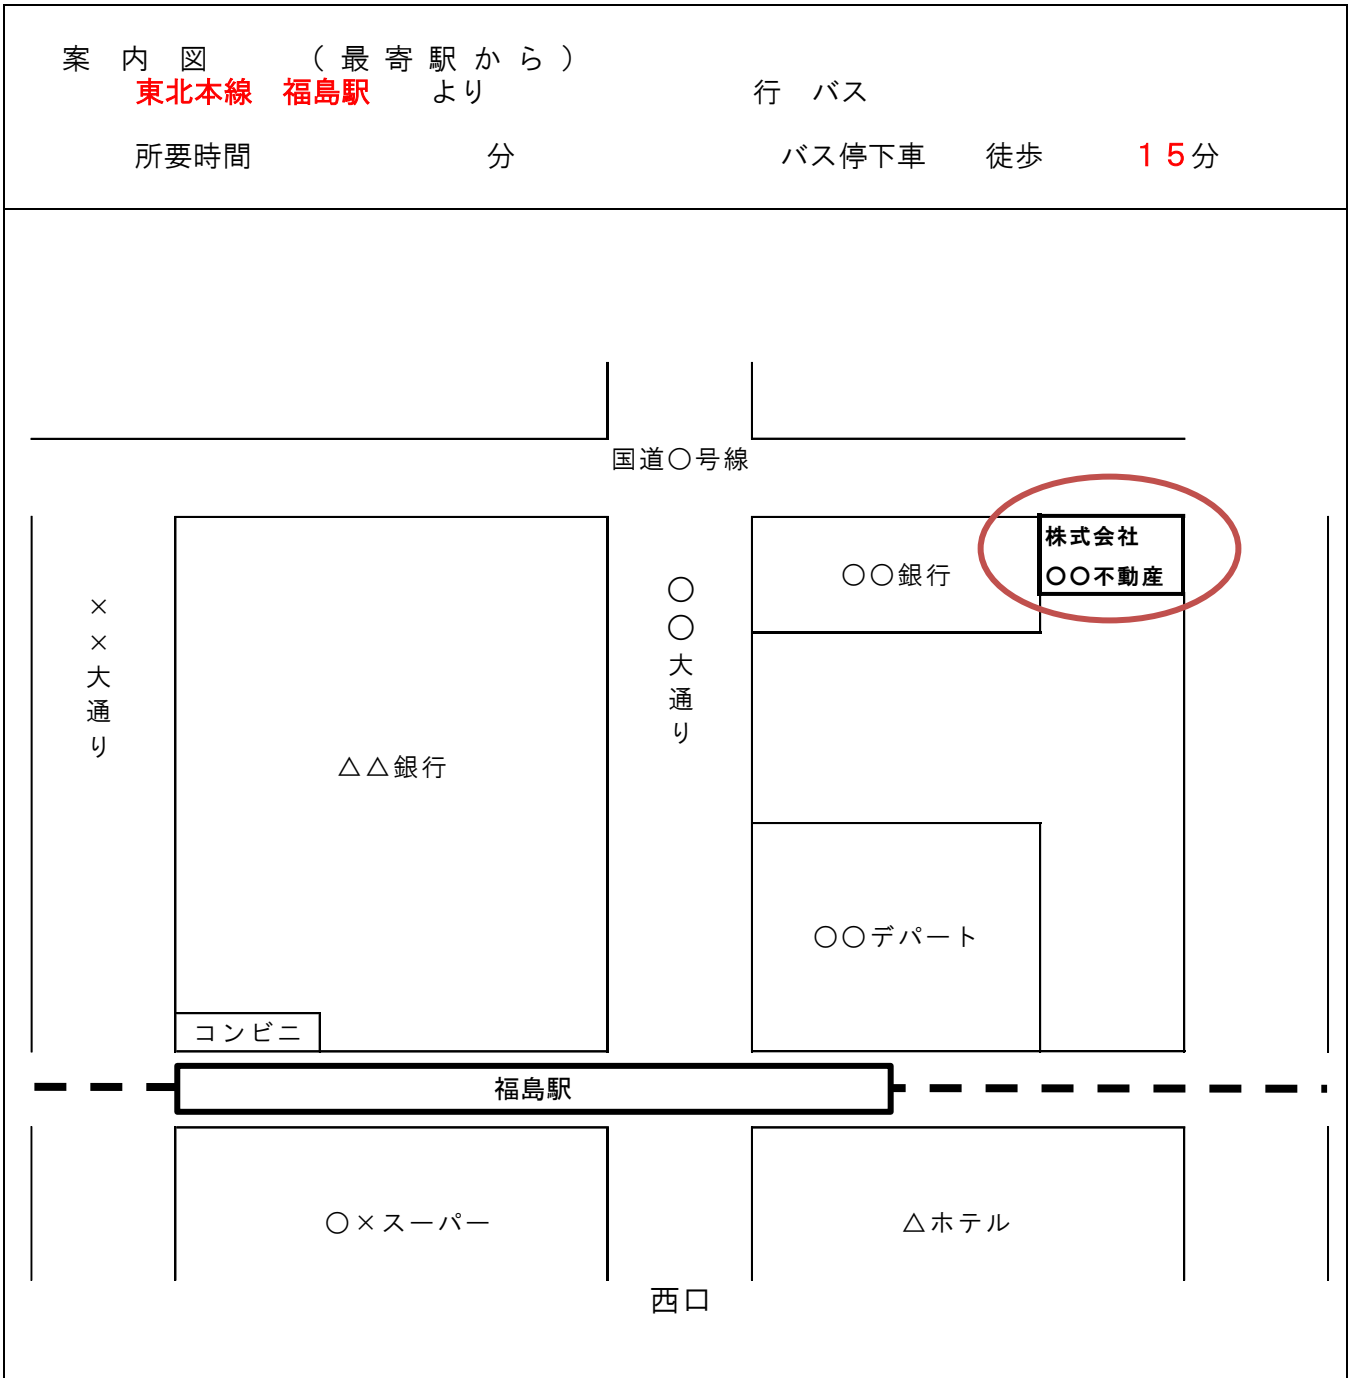 案　内　図　　　（ 最 寄 駅 か ら ）
東北本線　福島駅　　より　　　　　　　　　行　バス
所要時間　　　　　　　　分　　　　　　　　　バス停下車　　徒歩　　　１５分
国道〇号線
株式会社
〇〇不動産
〇〇銀行
××大通り
〇〇大通り
△△銀行
〇〇デパート
コンビニ
福島駅
〇×スーパー
△ホテル
西口